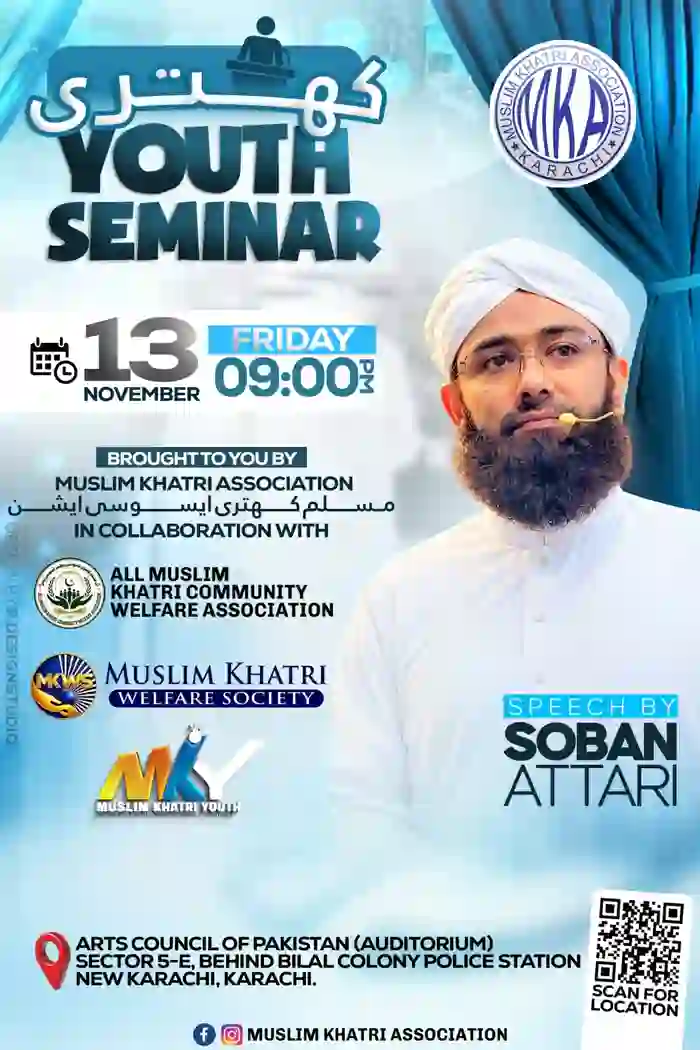 کھتری
YOUTH
SEMINAR
MUSLIM KHATRI ASSOCIATION
MKA
★ KARACHI ★
13
NOVEMBER
FRIDAY
09:00 PM
BROUGHT TO YOU BY
MUSLIM KHATRI ASSOCIATION
مسلم کھتری ایسوسی ایشن
IN COLLABORATION WITH
ALL MUSLIM
KHATRI COMMUNITY
WELFARE ASSOCIATION
MKWS
MUSLIM KHATRI
WELFARE SOCIETY
MKY
MUSLIM KHATRI YOUTH
SPEECH BY
SOBAN
ATTARI
ARTS COUNCIL OF PAKISTAN (AUDITORIUM)
SECTOR 5-E, BEHIND BILAL COLONY POLICE STATION
NEW KARACHI, KARACHI.
SCAN FOR
LOCATION
MUSLIM KHATRI ASSOCIATION